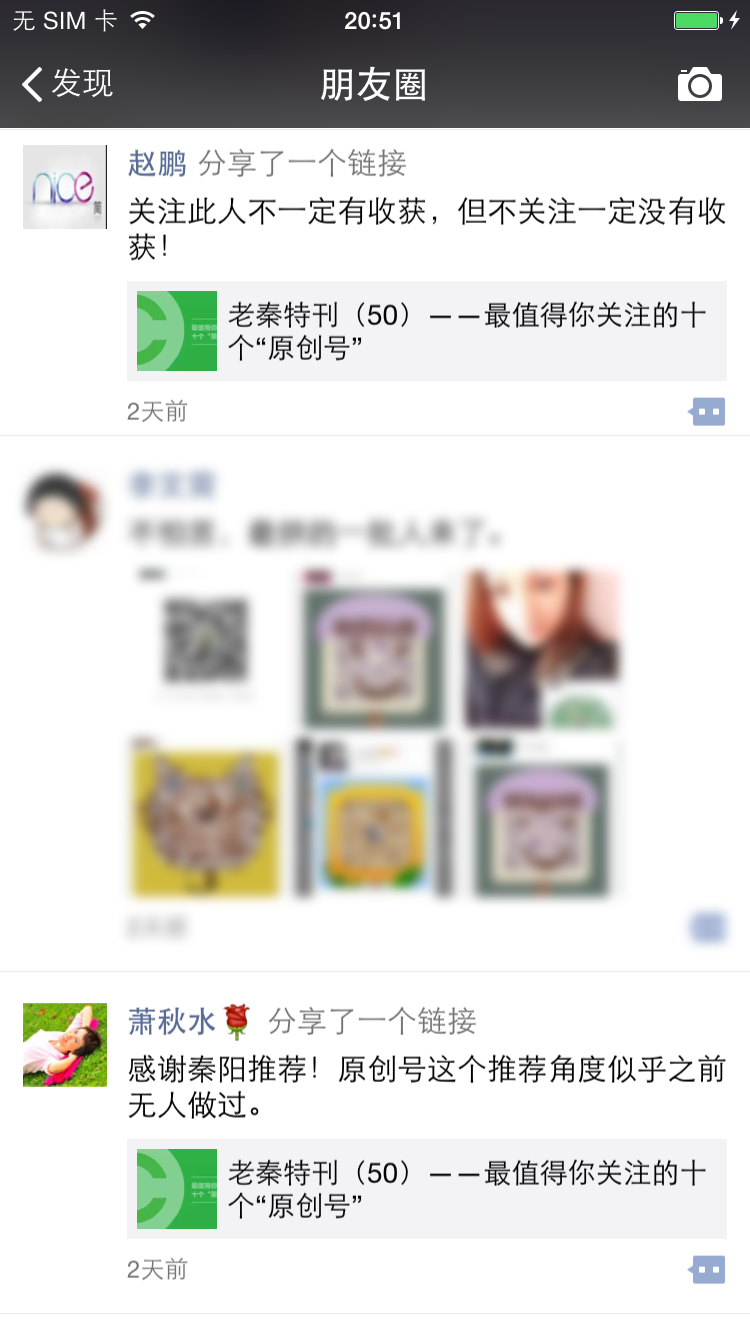 无 SIM 卡
20:51
发现
朋友圈
nice
简
赵鹏 分享了一个链接
关注此人不一定有收获，但不关注一定没有收
获！
老秦特刊（50）——最值得你关注的十
个“原创号”
2天前
萧秋水🌹 分享了一个链接
感谢秦阳推荐！原创号这个推荐角度似乎之前
无人做过。
老秦特刊（50）——最值得你关注的十
个“原创号”
2天前